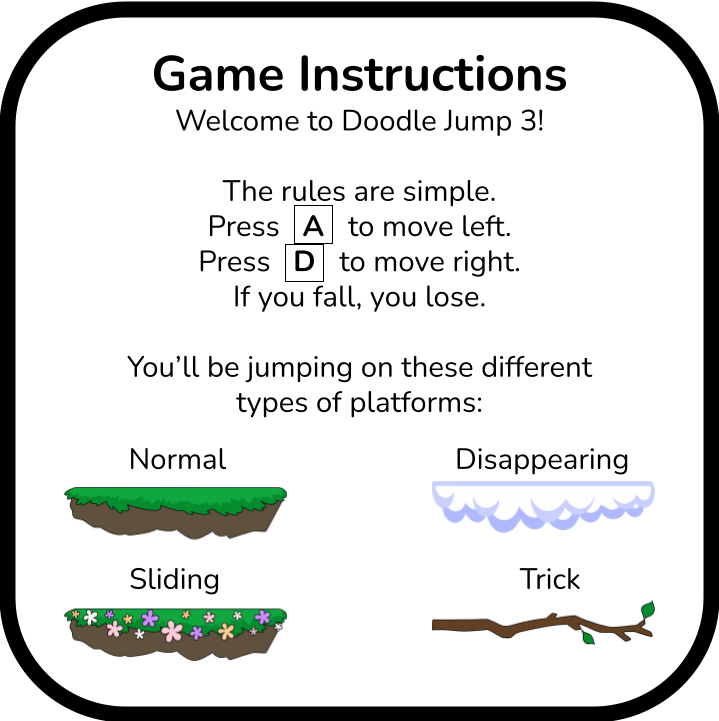 Game Instructions
Welcome to Doodle Jump 3!
The rules are simple.
Press A to move left.
Press D to move right.
If you fall, you lose.
You’ll be jumping on these different
types of platforms:
Normal
Disappearing
Sliding
Trick